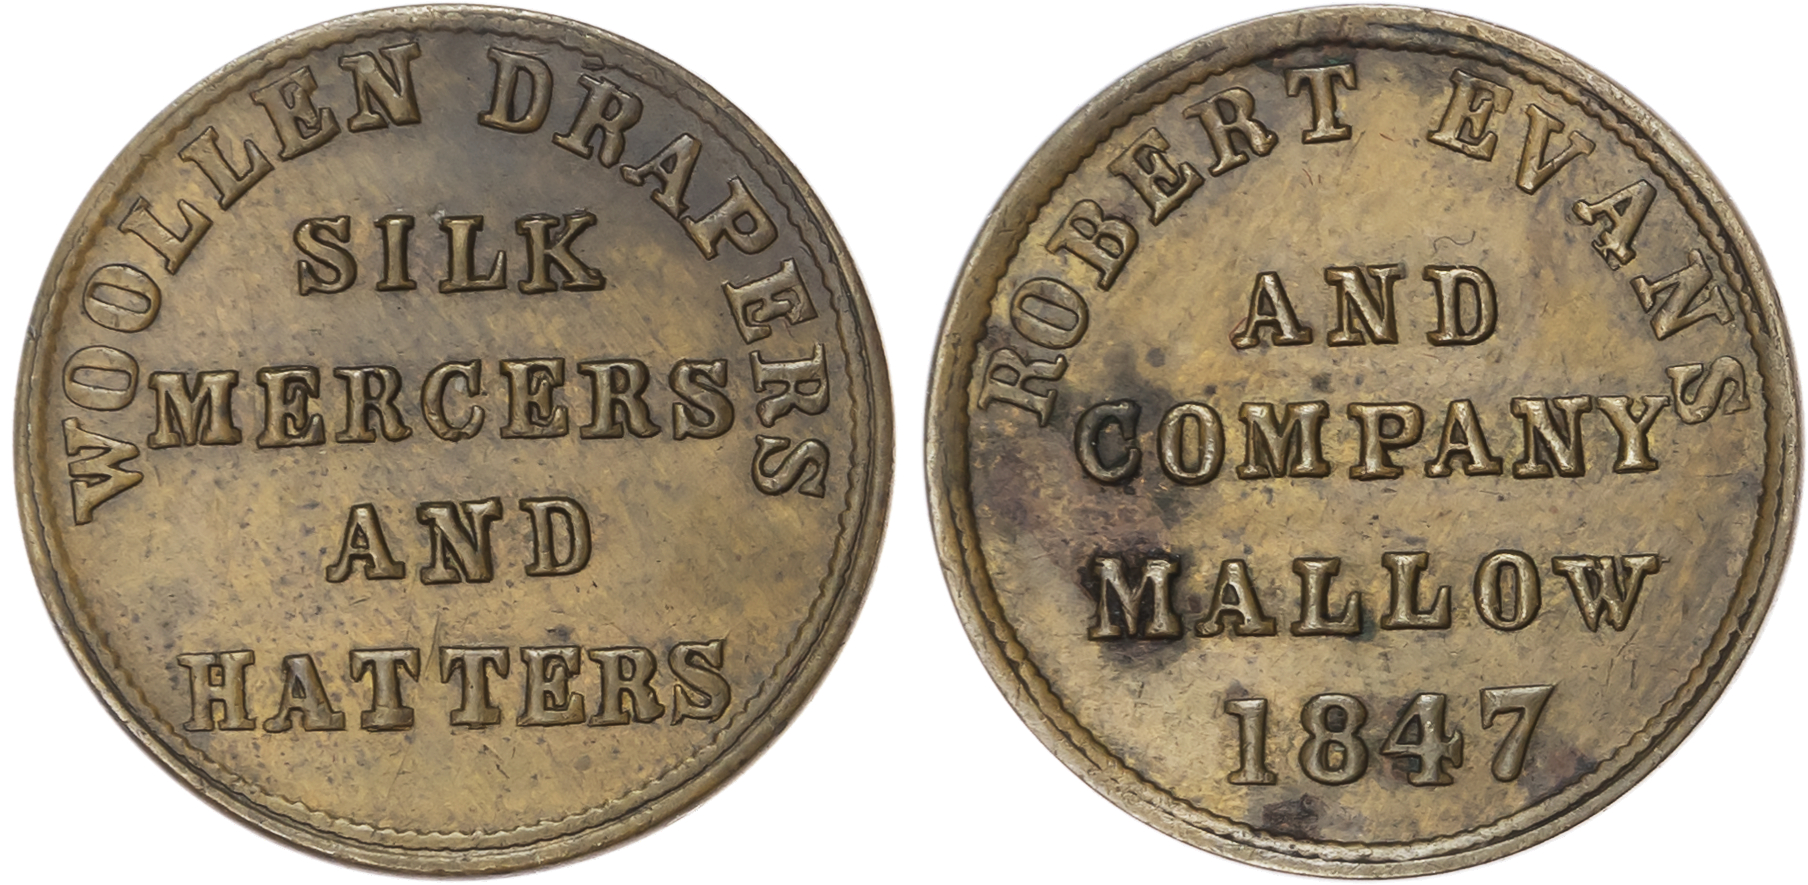 WOOLLEN DRAPERS
SILK
MERCERS
AND
HATTERS
ROBERT EVANS
AND
COMPANY
MALLOW
1847